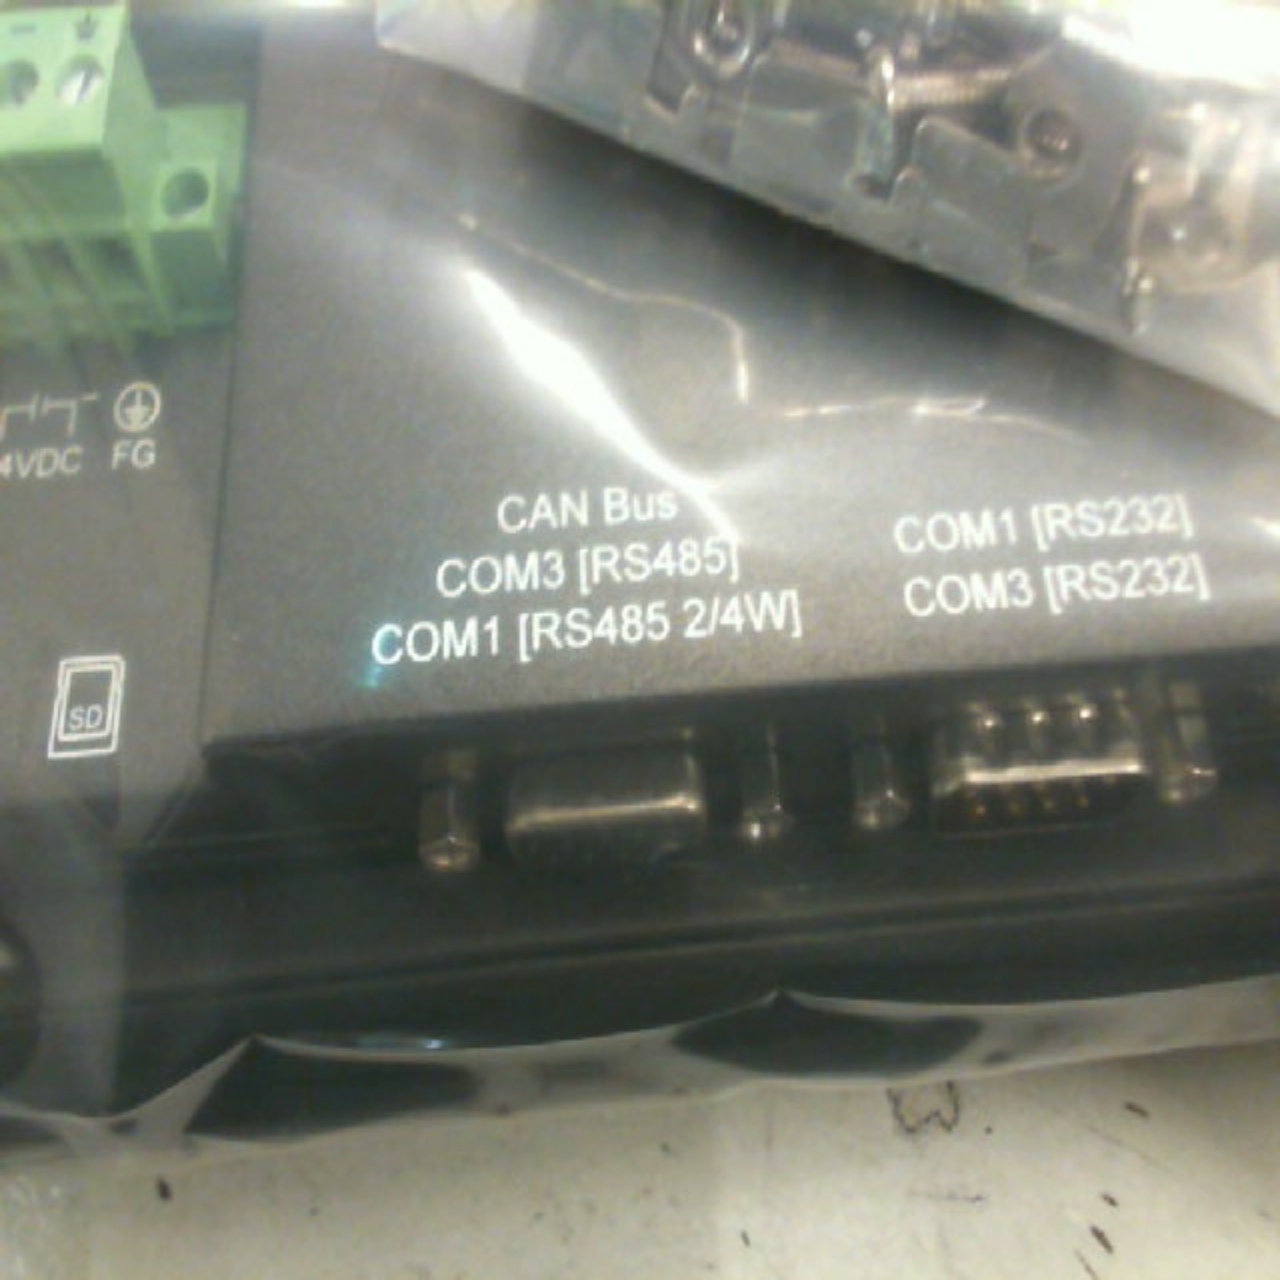 4VDC FG
SD
CAN Bus
COM3 [RS485]
COM1 [RS485 2/4W]
COM1 [RS232]
COM3 [RS232]